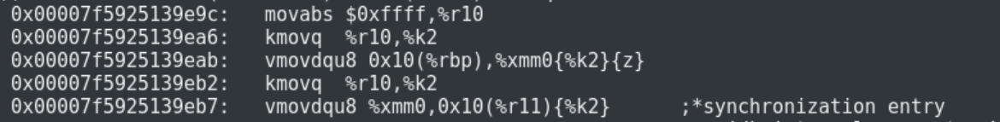 0x00007f5925139e9c: movabs $0xffff,%r10
0x00007f5925139ea6: kmovq %r10,%k2
0x00007f5925139eab: vmovdqu8 0x10(%rbp),%xmm0{%k2}{z}
0x00007f5925139eb2: kmovq %r10,%k2
0x00007f5925139eb7: vmovdqu8 %xmm0,0x10(%r11){%k2} ;*synchronization entry